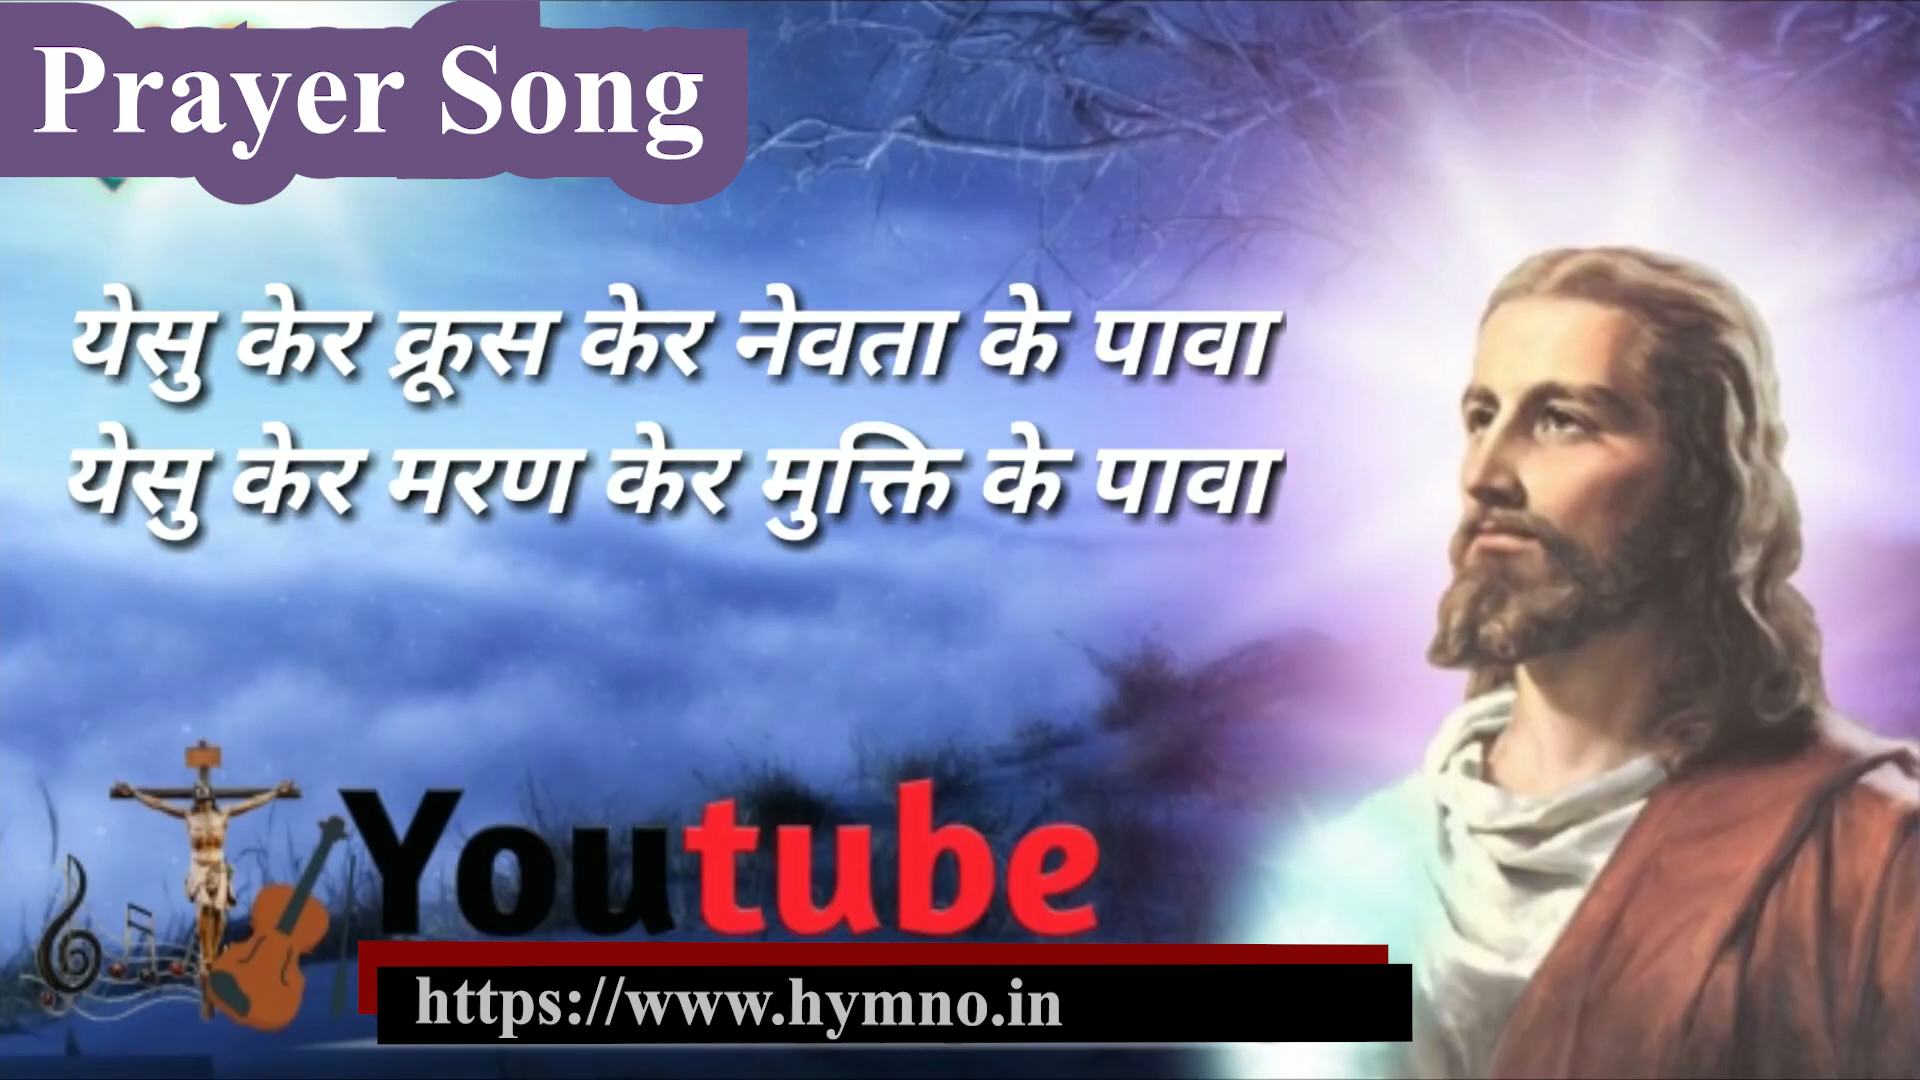 Prayer Song
येसु केर क्रूस केर नेवता के पावा
येसु केर मरण केर मुक्ति के पावा
Youtube
https://www.hymno.in